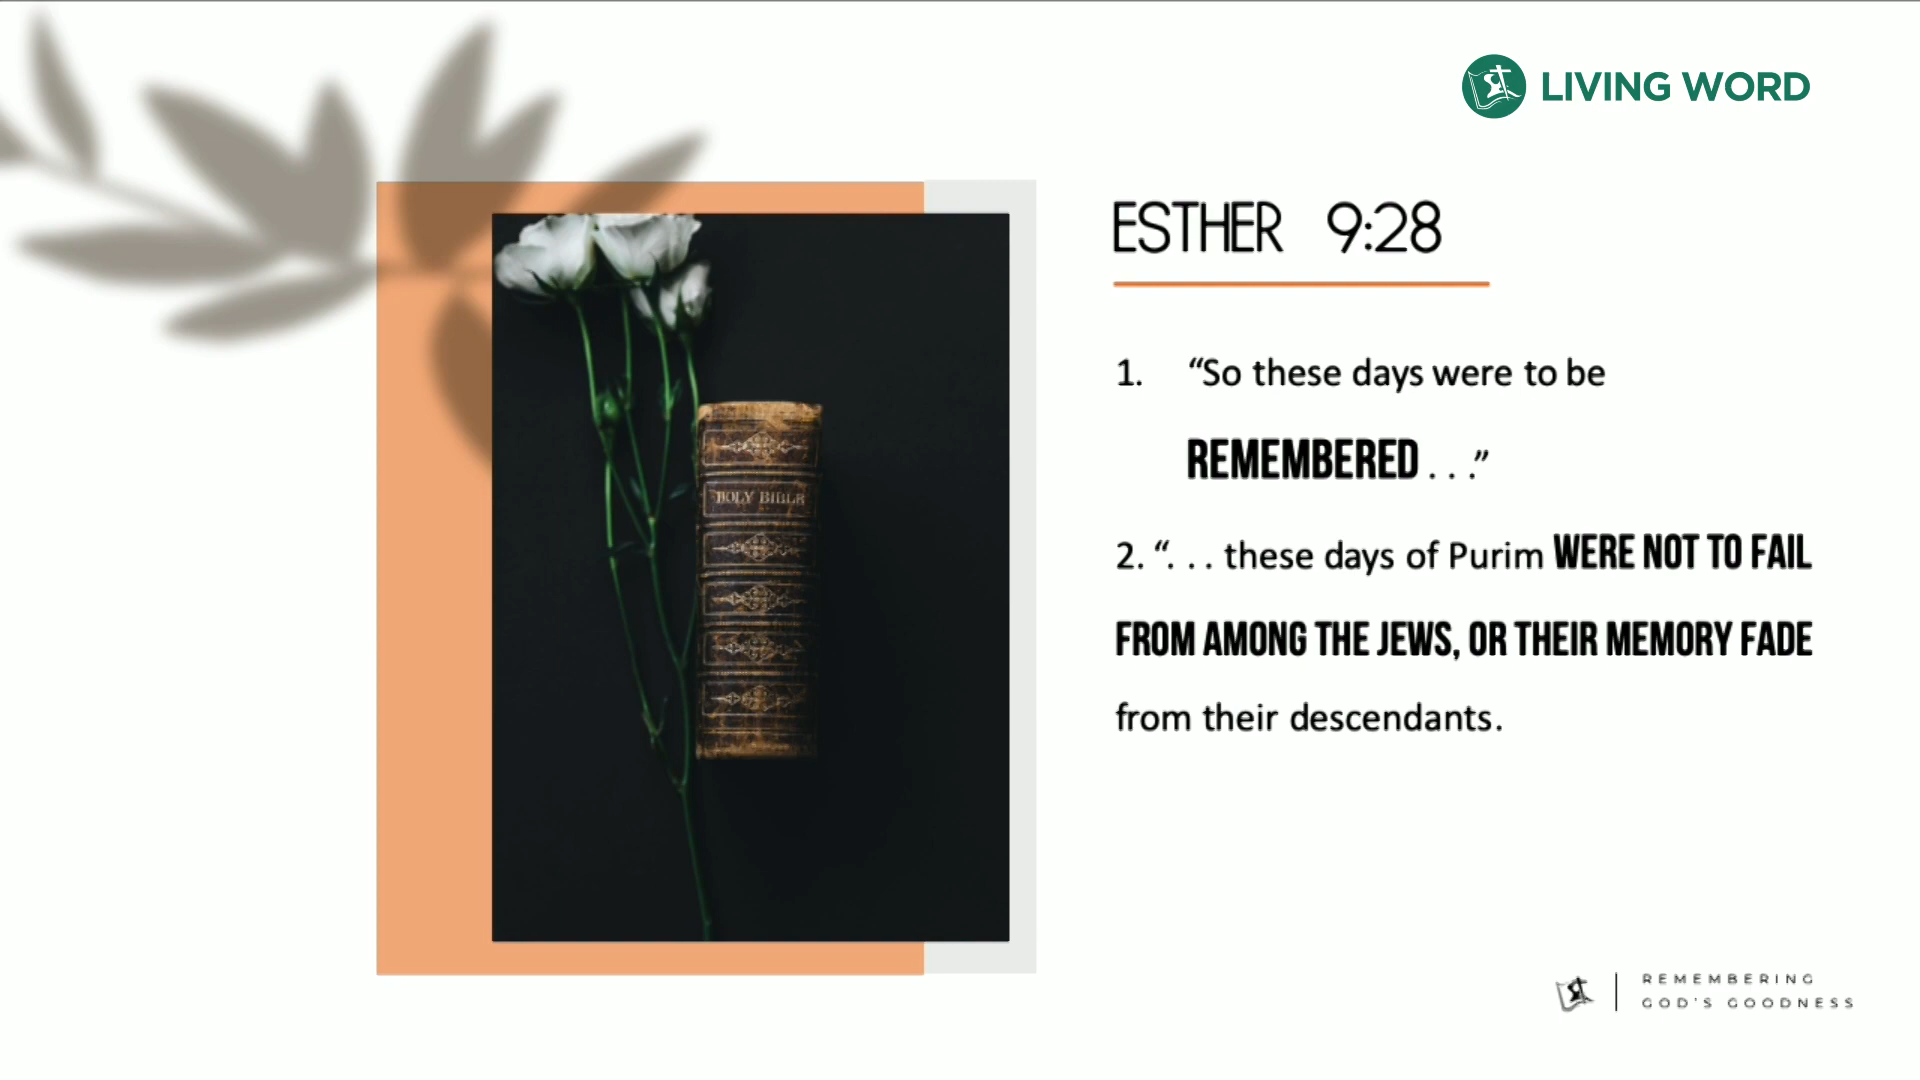 LIVING WORD
ESTHER 9:28
1. “So these days were to be
REMEMBERED . . .”
2. “. . . these days of Purim WERE NOT TO FAIL
FROM AMONG THE JEWS, OR THEIR MEMORY FADE
from their descendants.
HOLY BIBLE
REMEMBERING
GOD'S GOODNESS